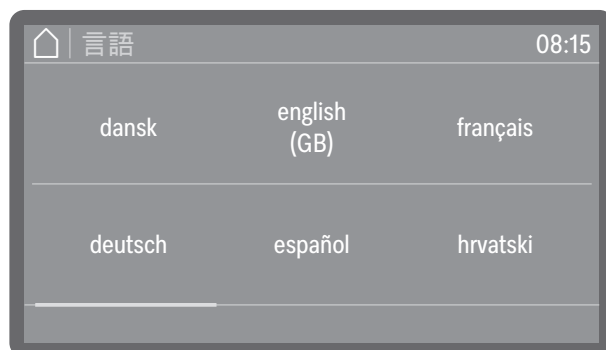 言語 08:15
dansk english (GB) français
deutsch español hrvatski